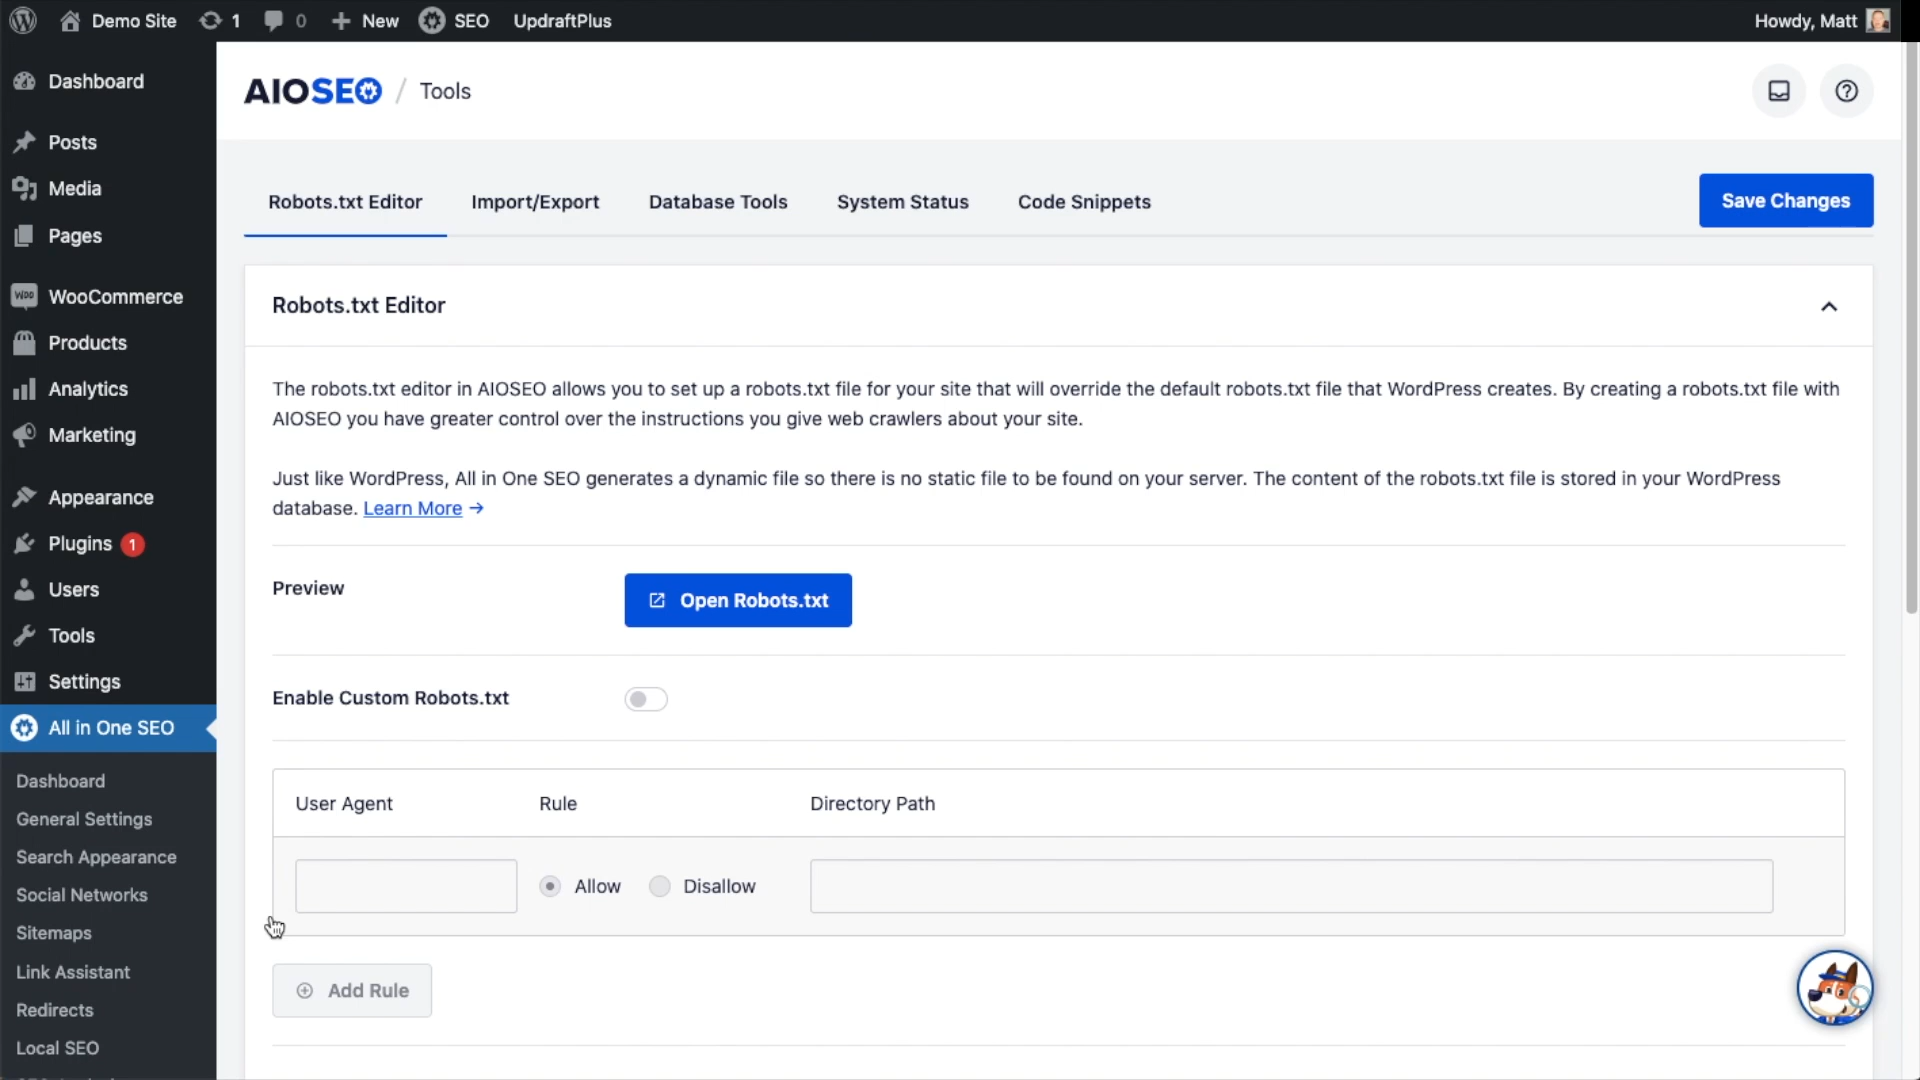 Demo Site 1 0 New SEO UpdraftPlus Howdy, Matt
Dashboard
Posts
Media
Pages
WOO WooCommerce
Products
Analytics
Marketing
Appearance
Plugins 1
Users
Tools
Settings
All in One SEO
Dashboard
General Settings
Search Appearance
Social Networks
Sitemaps
Link Assistant
Redirects
Local SEO
AIOSEO / Tools
Robots.txt Editor Import/Export Database Tools System Status Code Snippets Save Changes
Robots.txt Editor
The robots.txt editor in AIOSEO allows you to set up a robots.txt file for your site that will override the default robots.txt file that WordPress creates. By creating a robots.txt file with
AIOSEO you have greater control over the instructions you give web crawlers about your site.
Just like WordPress, All in One SEO generates a dynamic file so there is no static file to be found on your server. The content of the robots.txt file is stored in your WordPress
database. Learn More →
Preview Open Robots.txt
Enable Custom Robots.txt
User Agent Rule Directory Path
Allow Disallow
Add Rule